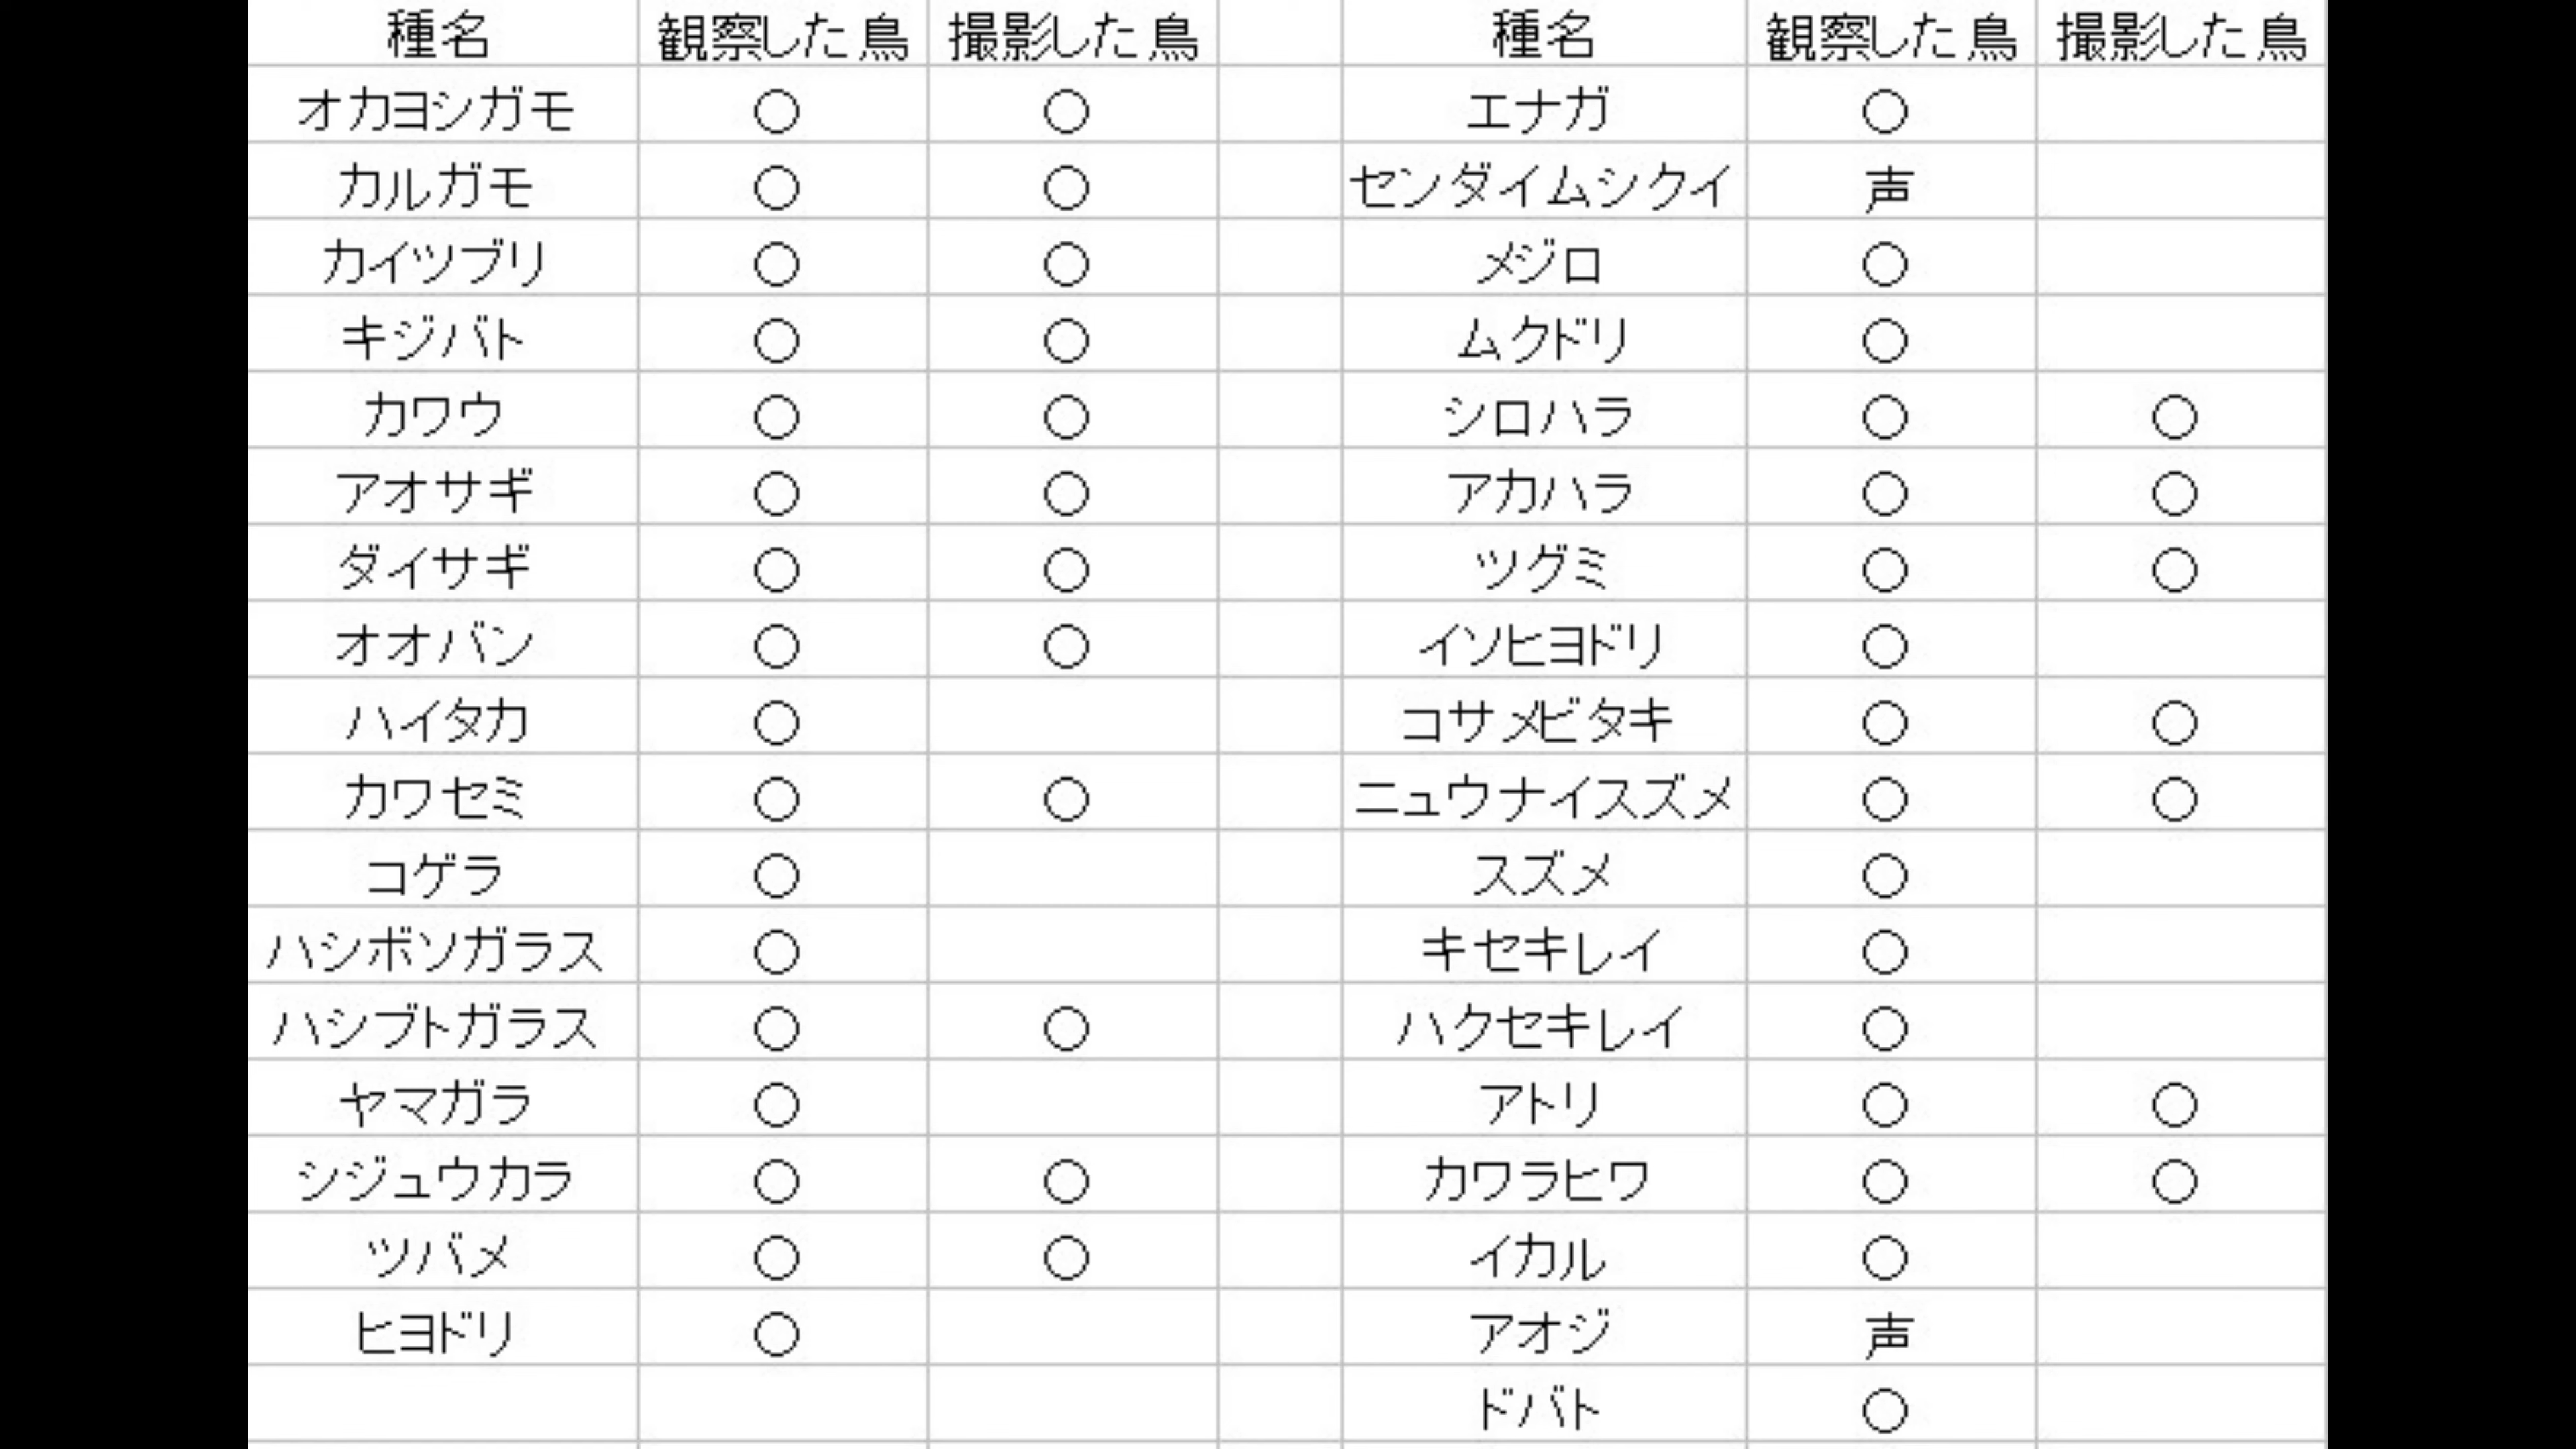 種名 観察した鳥 撮影した鳥 種名 観察した鳥 撮影した鳥
オカヨシガモ ○ ○ エナガ ○
カルガモ ○ ○ センダイムシクイ 声
カイツブリ ○ ○ メジロ ○
キジバト ○ ○ ムクドリ ○
カワウ ○ ○ シロハラ ○ ○
アオサギ ○ ○ アカハラ ○ ○
ダイサギ ○ ○ ツグミ ○ ○
オオバン ○ ○ イソヒヨドリ ○
ハイタカ ○ コサメビタキ ○ ○
カワセミ ○ ○ ニュウナイスズメ ○ ○
コゲラ ○ スズメ ○
ハシボソガラス ○ キセキレイ ○
ハシブトガラス ○ ○ ハクセキレイ ○
ヤマガラ ○ アトリ ○ ○
シジュウカラ ○ ○ カワラヒワ ○ ○
ツバメ ○ ○ イカル ○
ヒヨドリ ○ アオジ 声
ドバト ○